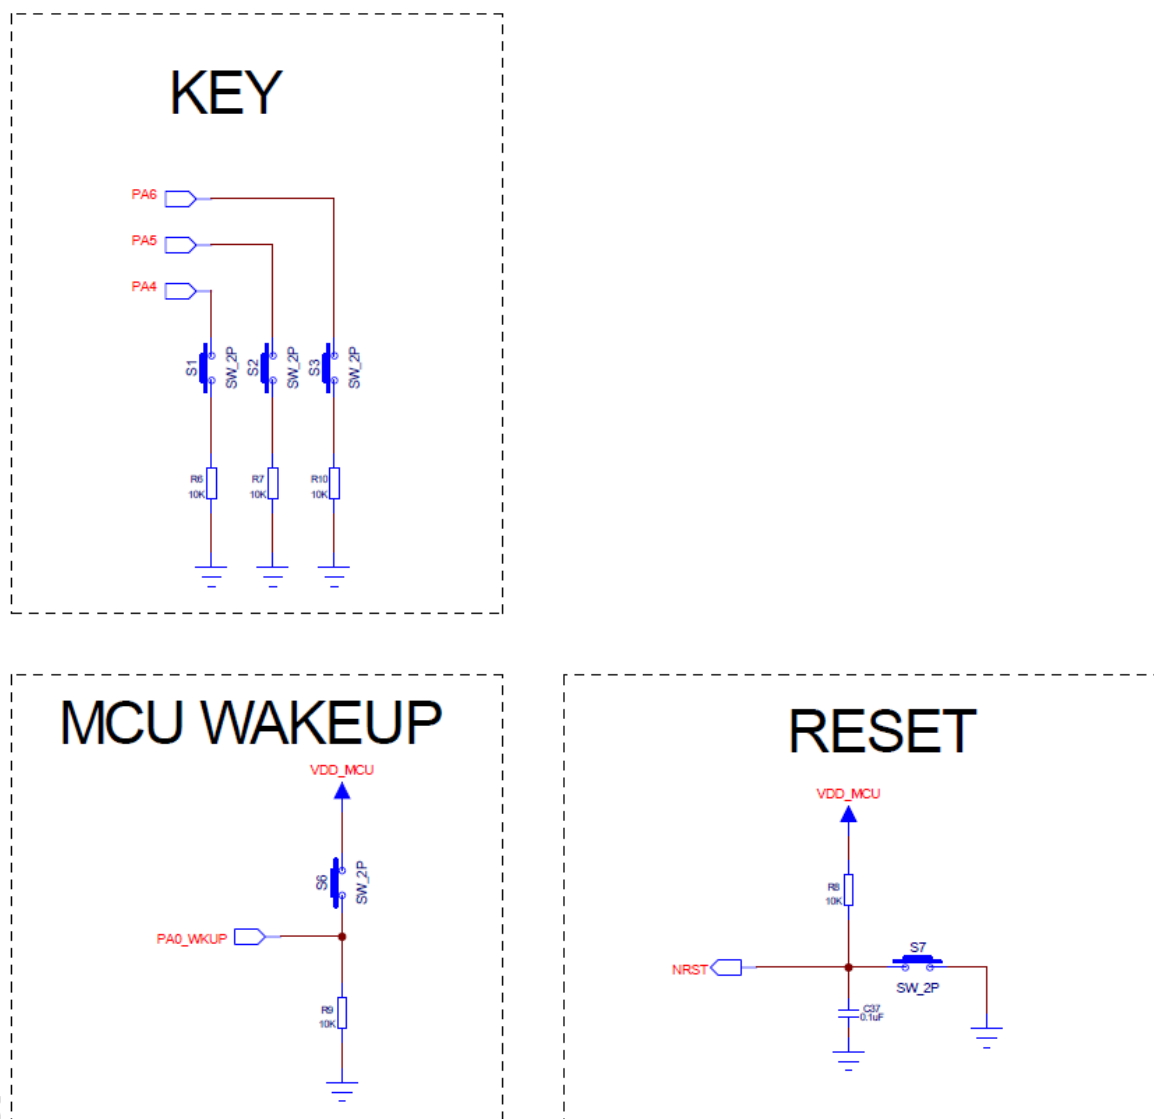 KEY
PA6
PA5
PA4
S1
SW_2P
S2
SW_2P
S3
SW_2P
R6
10K
R7
10K
R10
10K
MCU WAKEUP
VDD_MCU
S6
SW_2P
PA0_WKUP
R9
10K
RESET
VDD_MCU
R8
10K
S7
NRST
SW_2P
C37
0.1uF